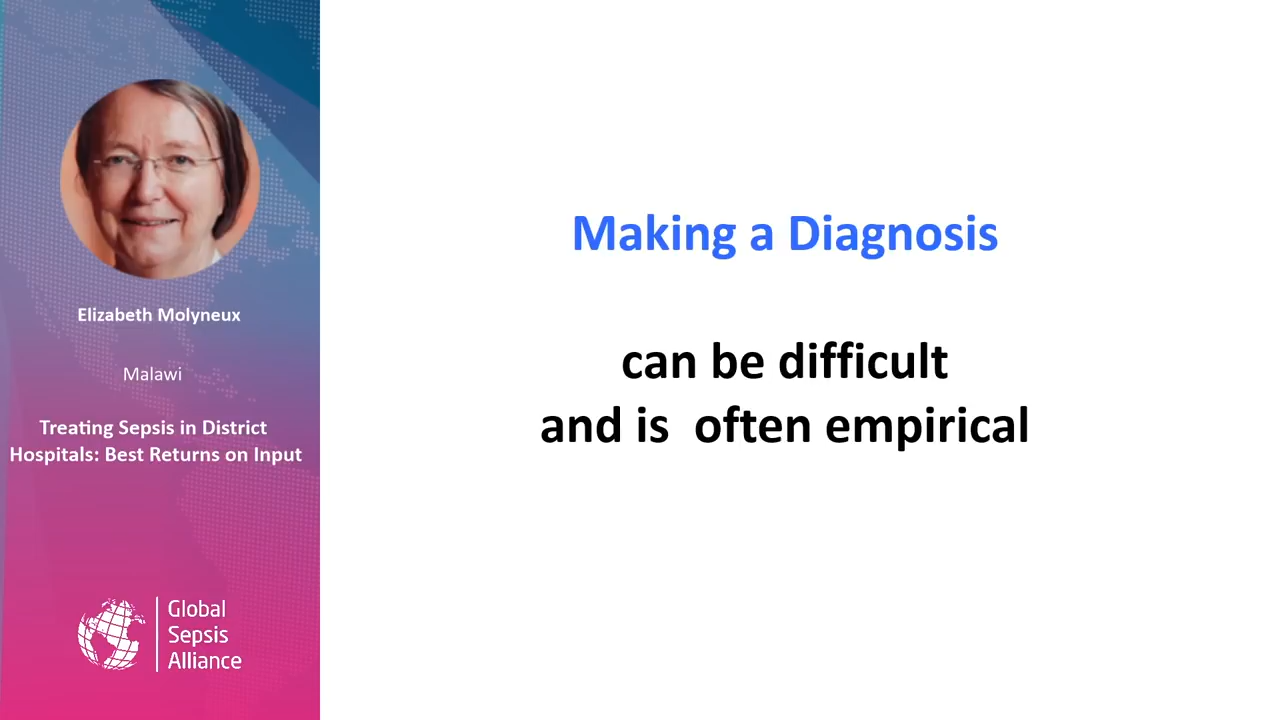 Elizabeth Molyneux
Malawi
Treating Sepsis in District
Hospitals: Best Returns on Input
Global
Sepsis
Alliance
Making a Diagnosis
can be difficult
and is  often empirical